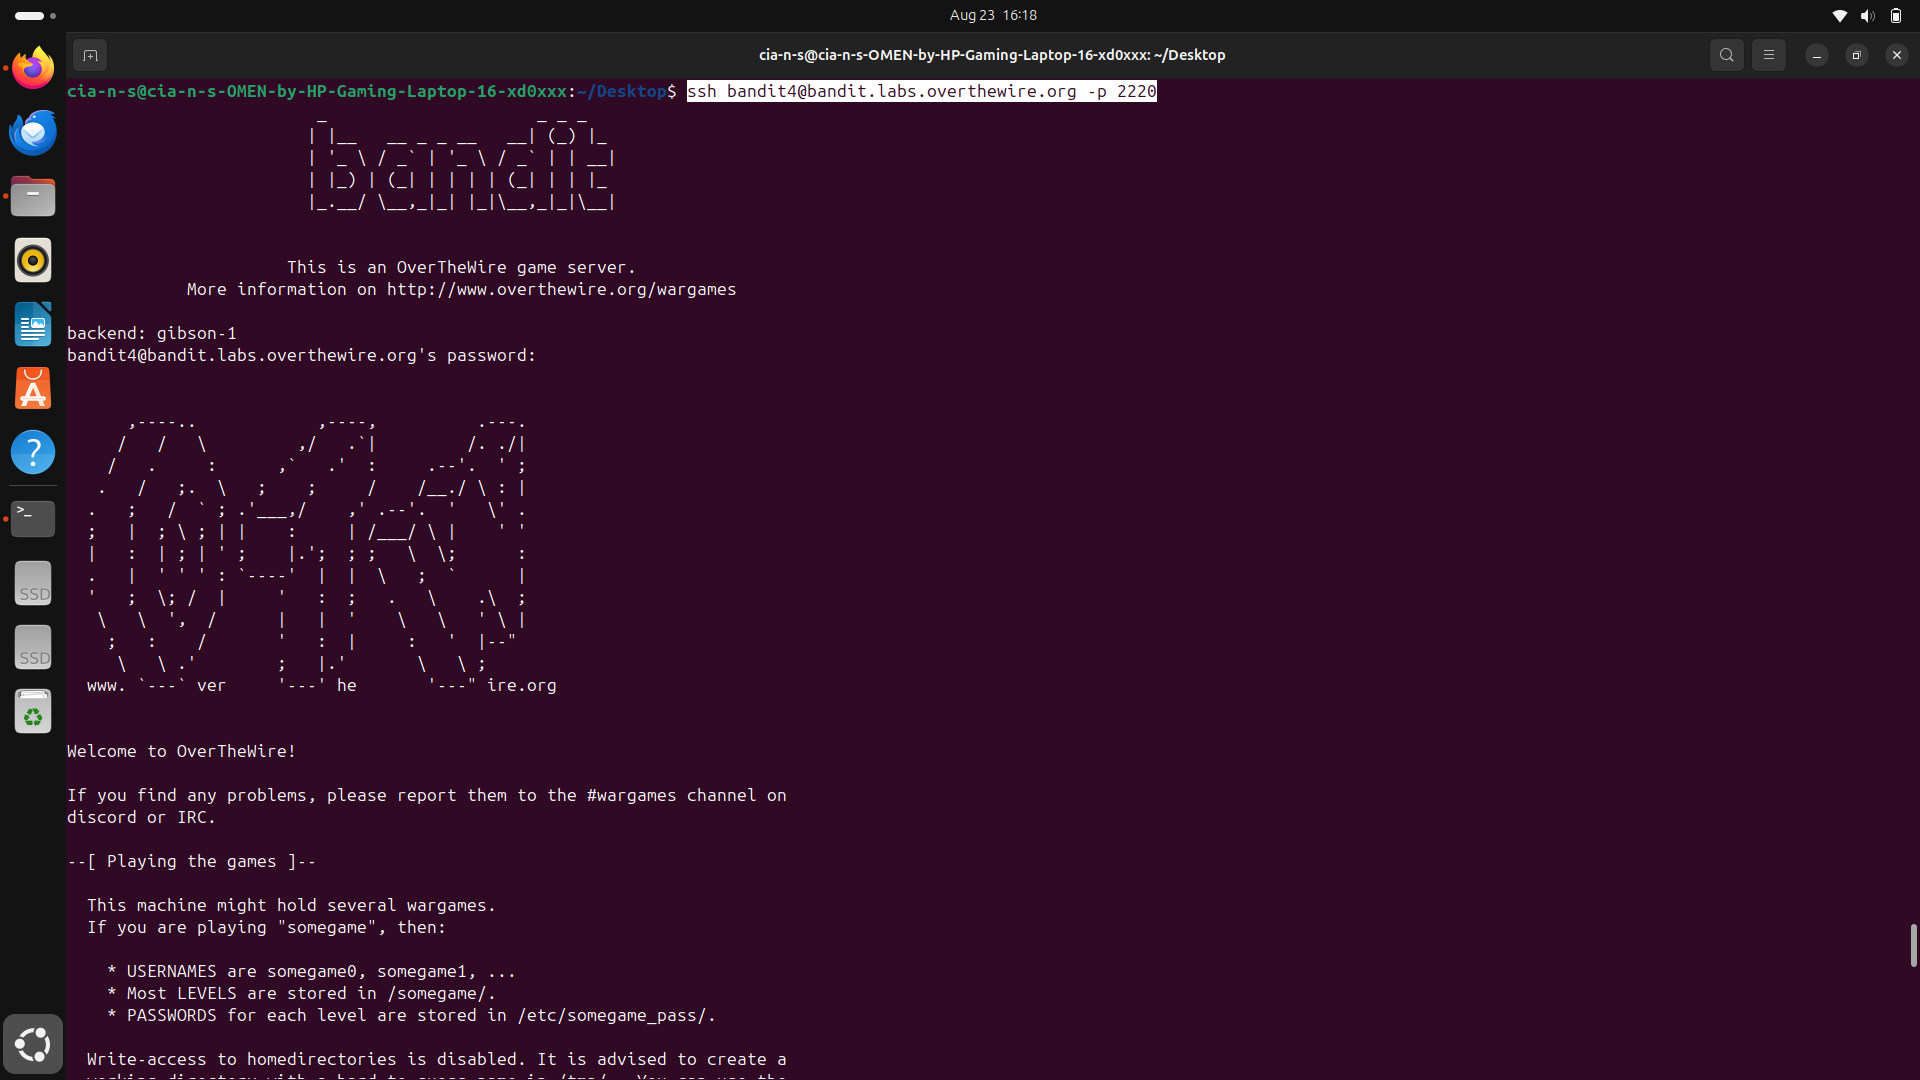 Aug 23 16:18
cia-n-s@cia-n-s-OMEN-by-HP-Gaming-Laptop-16-xd0xxx: ~/Desktop
cia-n-s@cia-n-s-OMEN-by-HP-Gaming-Laptop-16-xd0xxx:~/Desktop$ ssh bandit4@bandit.labs.overthewire.org -p 2220
bandit
This is an OverTheWire game server.
More information on http://www.overthewire.org/wargames
backend: gibson-1
bandit4@bandit.labs.overthewire.org's password:
www. ver he ire.org
Welcome to OverTheWire!
If you find any problems, please report them to the #wargames channel on
discord or IRC.
--[ Playing the games ]--
This machine might hold several wargames.
If you are playing "somegame", then:
* USERNAMES are somegame0, somegame1, ...
* Most LEVELS are stored in /somegame/.
* PASSWORDS for each level are stored in /etc/somegame_pass/.
Write-access to homedirectories is disabled. It is advised to create a
SSD
SSD